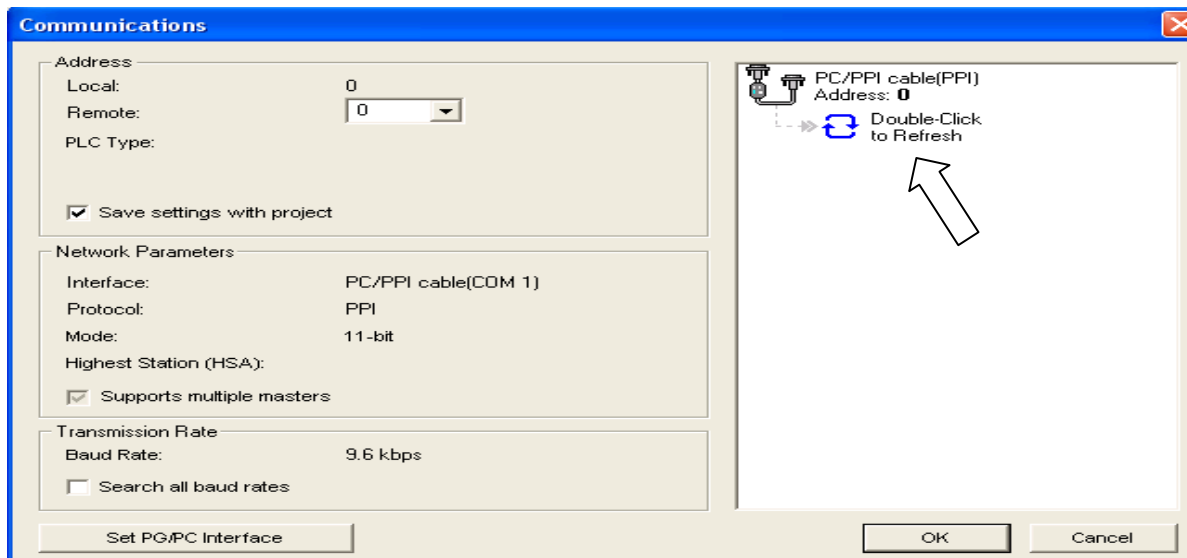 Communications
Address
Local: 0
Remote: 0
PLC Type:
Save settings with project
Network Parameters
Interface: PC/PPI cable(COM 1)
Protocol: PPI
Mode: 11-bit
Highest Station (HSA):
Supports multiple masters
Transmission Rate
Baud Rate: 9.6 kbps
Search all baud rates
Set PG/PC Interface
PC/PPI cable(PPI)
Address: 0
Double-Click
to Refresh
OK
Cancel